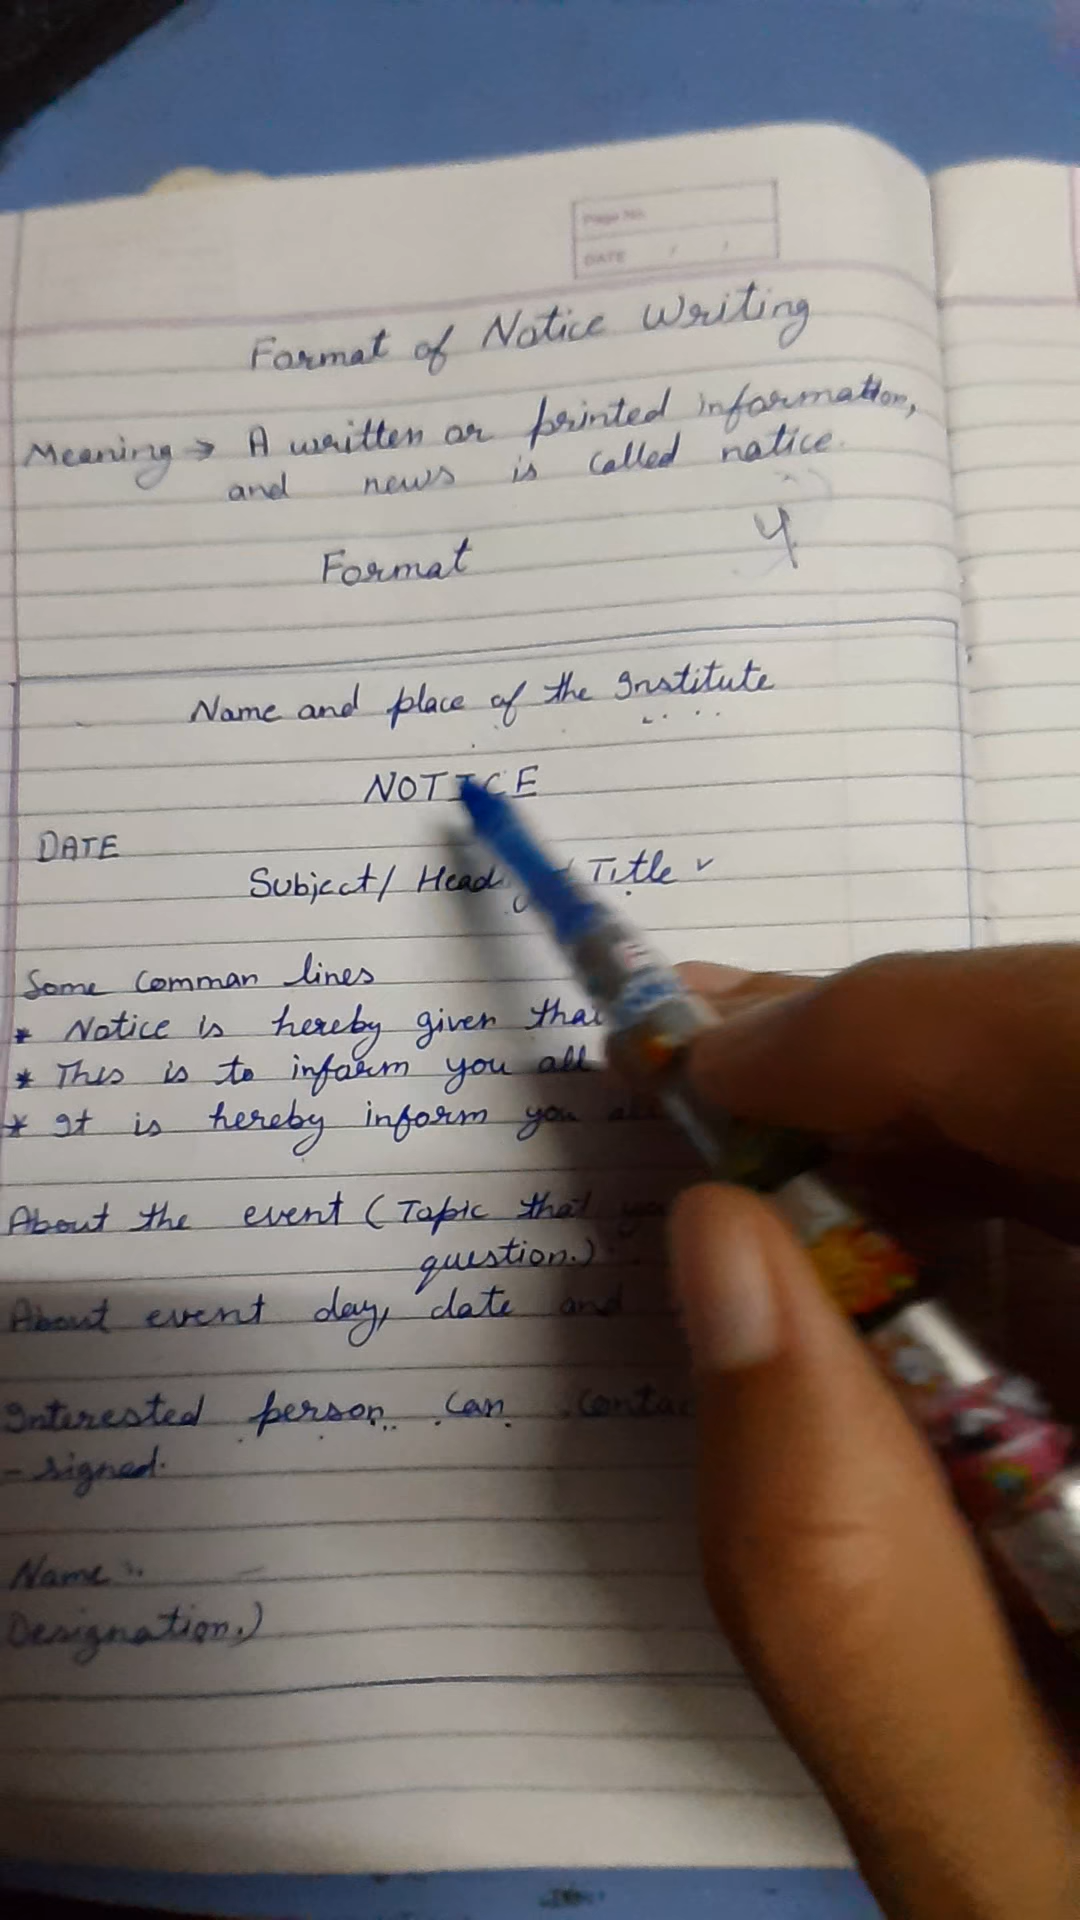 Page No.
DATE / /
Format of Notice Writing
Meaning → A written or printed information,
and news is called notice.
Format
Name and place of the Institute
NOTICE
DATE
Subject/ Head Title ✓
Some Comman lines
* Notice is hereby given that
* This is to inform you all
* It is hereby inform you all
About the event (Topic that
question.)
About event day, date and
Interested person can
- signed.
Name :.
Designation.)